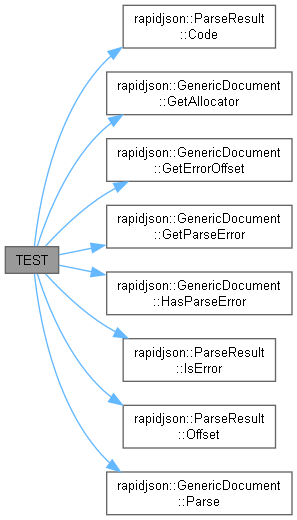 rapidjson::ParseResult
::Code
rapidjson::GenericDocument
::GetAllocator
rapidjson::GenericDocument
::GetErrorOffset
rapidjson::GenericDocument
::GetParseError
TEST
rapidjson::GenericDocument
::HasParseError
rapidjson::ParseResult
::IsError
rapidjson::ParseResult
::Offset
rapidjson::GenericDocument
::Parse